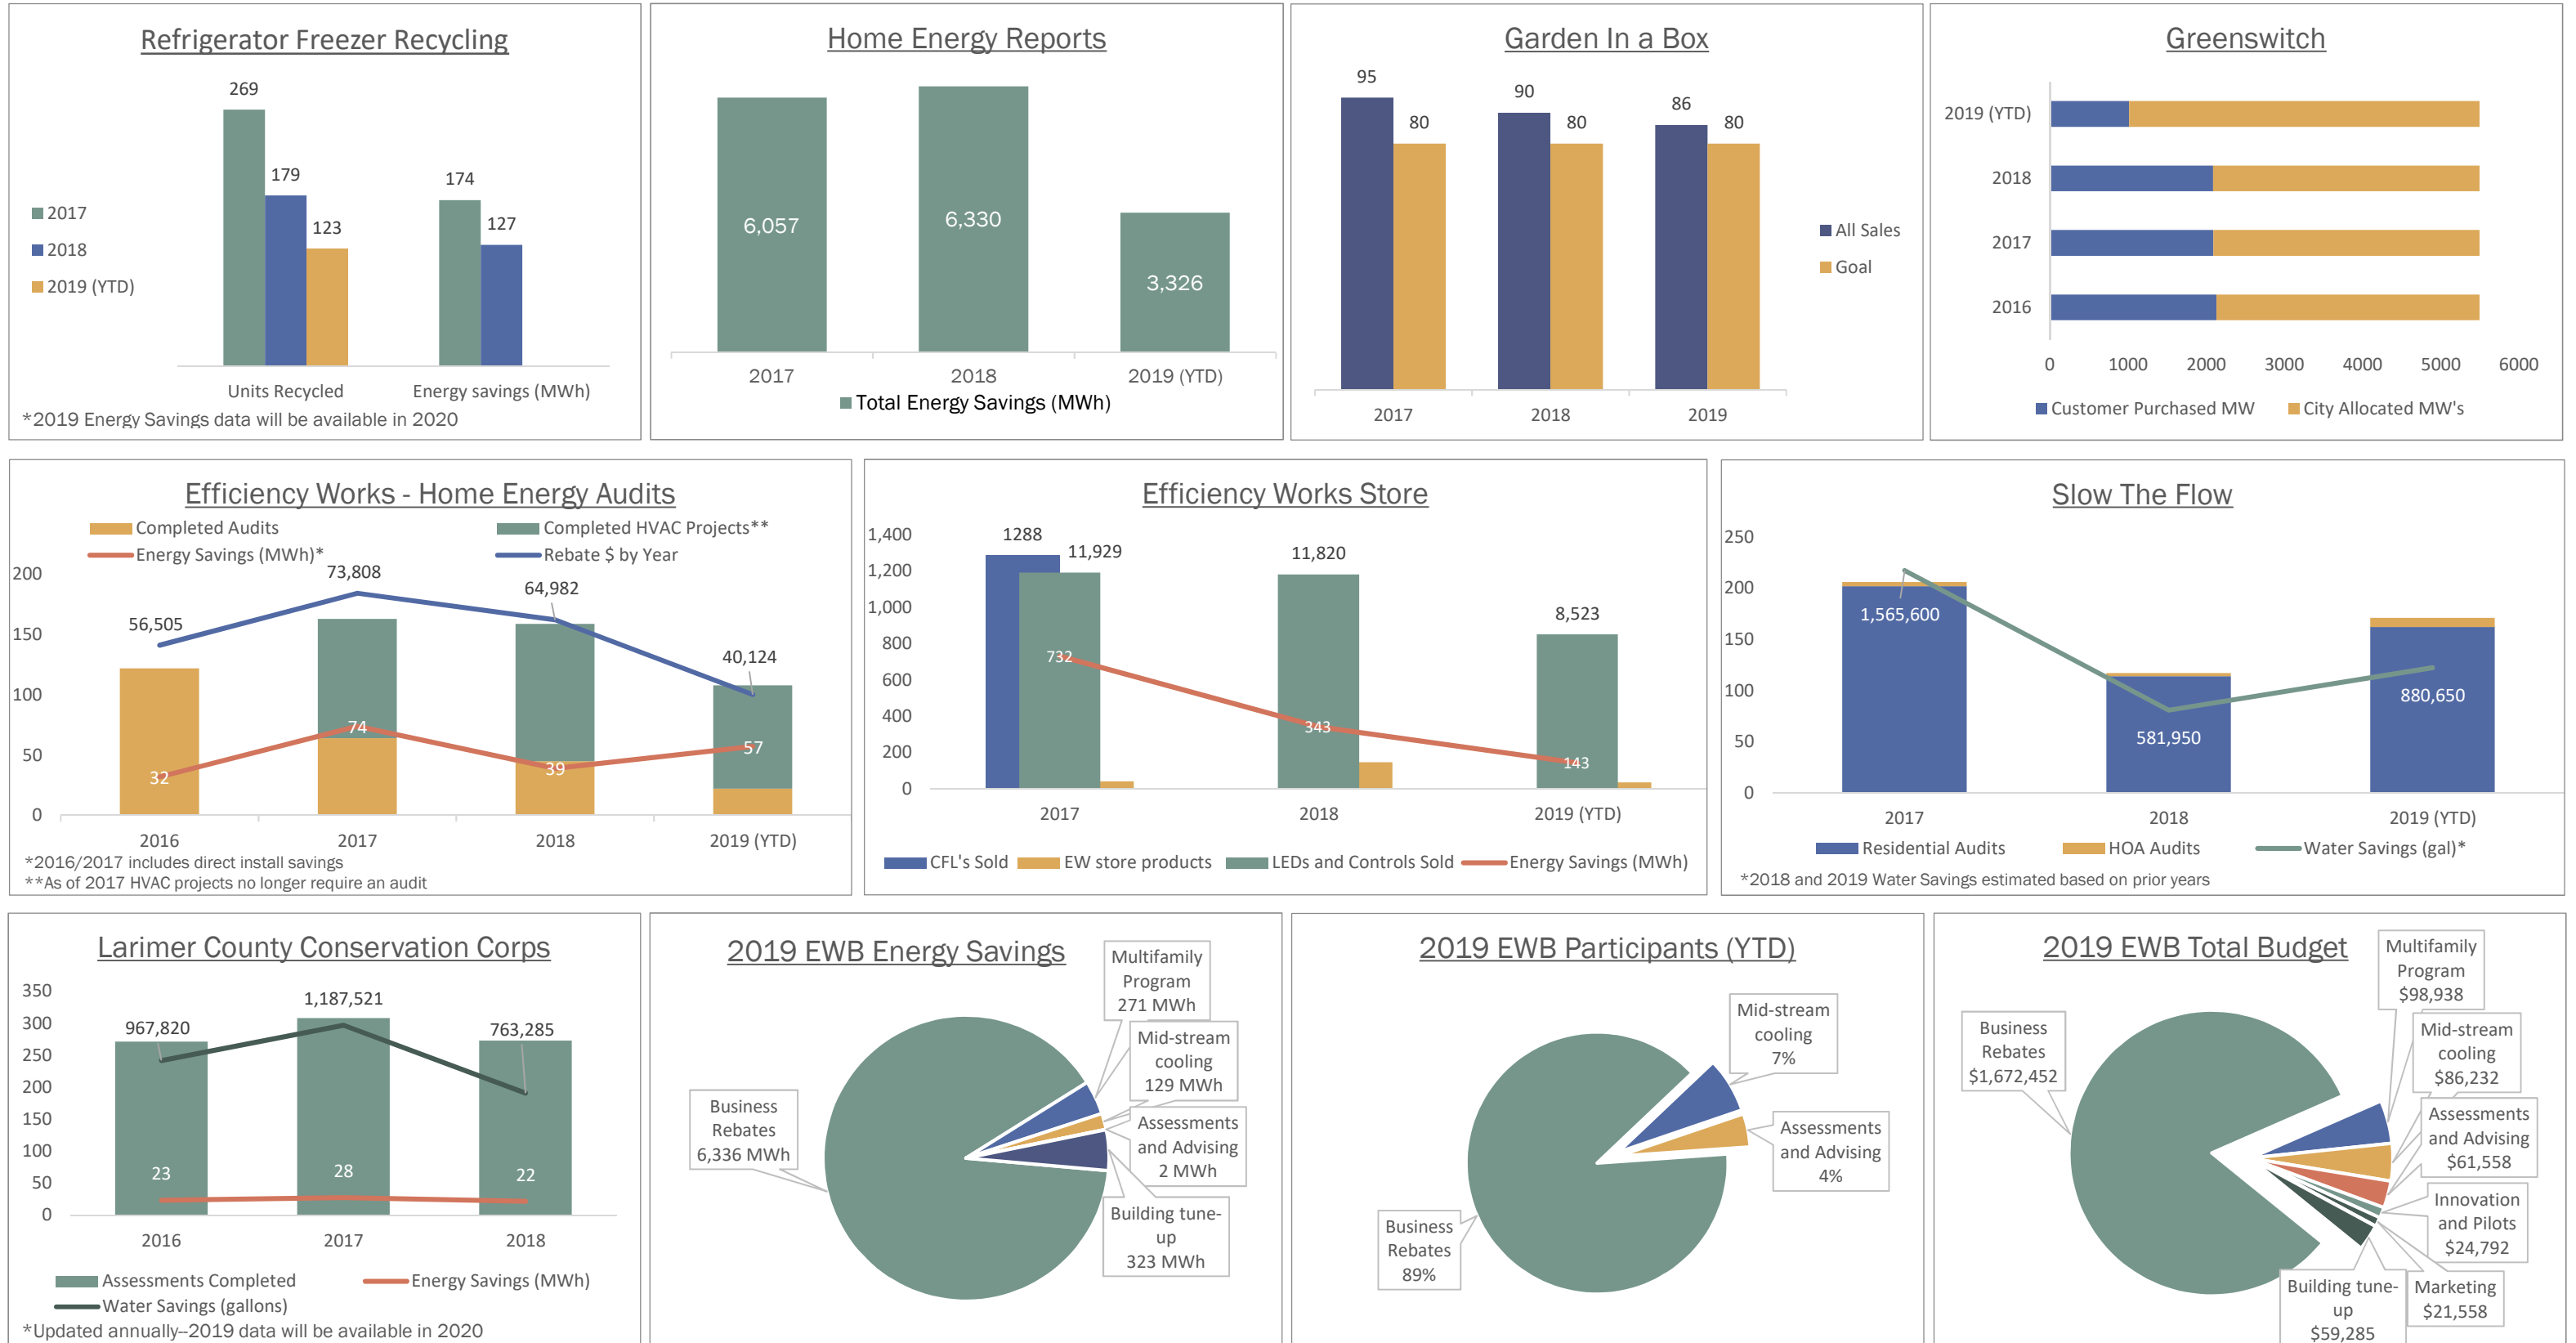 Refrigerator Freezer Recycling
269
179
123
174
127
2017
2018
2019 (YTD)
Units Recycled
Energy savings (MWh)
*2019 Energy Savings data will be available in 2020
Home Energy Reports
6,057
6,330
3,326
2017
2018
2019 (YTD)
Total Energy Savings (MWh)
Garden In a Box
95
80
90
80
86
80
All Sales
Goal
2017
2018
2019
Greenswitch
2019 (YTD)
2018
2017
2016
0
1000
2000
3000
4000
5000
6000
Customer Purchased MW
City Allocated MW's
Efficiency Works - Home Energy Audits
Completed Audits
Completed HVAC Projects**
Energy Savings (MWh)*
Rebate $ by Year
200
150
100
50
0
56,505
73,808
64,982
40,124
32
74
39
57
2016
2017
2018
2019 (YTD)
*2016/2017 includes direct install savings
**As of 2017 HVAC projects no longer require an audit
Efficiency Works Store
1,400
1,200
1,000
800
600
400
200
0
1288
11,929
11,820
8,523
732
343
143
2017
2018
2019 (YTD)
CFL's Sold
EW store products
LEDs and Controls Sold
Energy Savings (MWh)
Slow The Flow
250
200
150
100
50
0
1,565,600
581,950
880,650
2017
2018
2019 (YTD)
Residential Audits
HOA Audits
Water Savings (gal)*
*2018 and 2019 Water Savings estimated based on prior years
Larimer County Conservation Corps
350
300
250
200
150
100
50
0
967,820
1,187,521
763,285
23
28
22
2016
2017
2018
Assessments Completed
Energy Savings (MWh)
Water Savings (gallons)
*Updated annually--2019 data will be available in 2020
2019 EWB Energy Savings
Business
Rebates
6,336 MWh
Multifamily
Program
271 MWh
Mid-stream
cooling
129 MWh
Assessments
and Advising
2 MWh
Building tune-
up
323 MWh
2019 EWB Participants (YTD)
Mid-stream
cooling
7%
Assessments
and Advising
4%
Business
Rebates
89%
2019 EWB Total Budget
Business
Rebates
$1,672,452
Multifamily
Program
$98,938
Mid-stream
cooling
$86,232
Assessments
and Advising
$61,558
Innovation
and Pilots
$24,792
Marketing
$21,558
Building tune-
up
$59,285